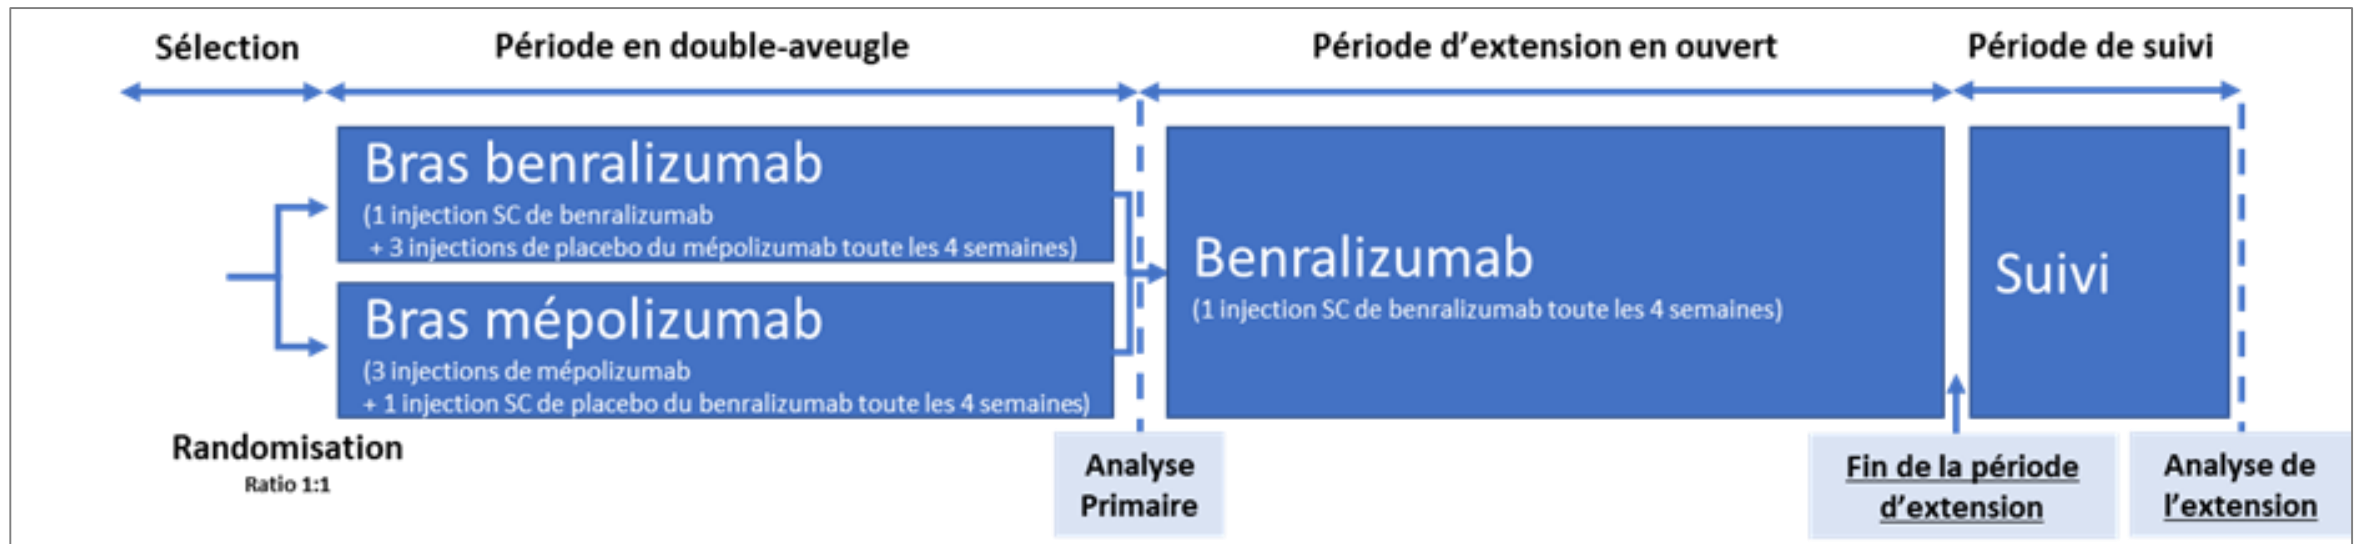 Sélection
Période en double-aveugle
Période d'extension en ouvert
Période de suivi
Bras benralizumab
(1 injection SC de benralizumab
+ 3 injections de placebo du mépolizumab toute les 4 semaines)
Bras mépolizumab
(3 injections de mépolizumab
+ 1 injection SC de placebo du benralizumab toute les 4 semaines)
Benralizumab
(1 injection SC de benralizumab toute les 4 semaines)
Suivi
Randomisation
Ratio 1:1
Analyse
Primaire
Fin de la période
d'extension
Analyse de
l'extension